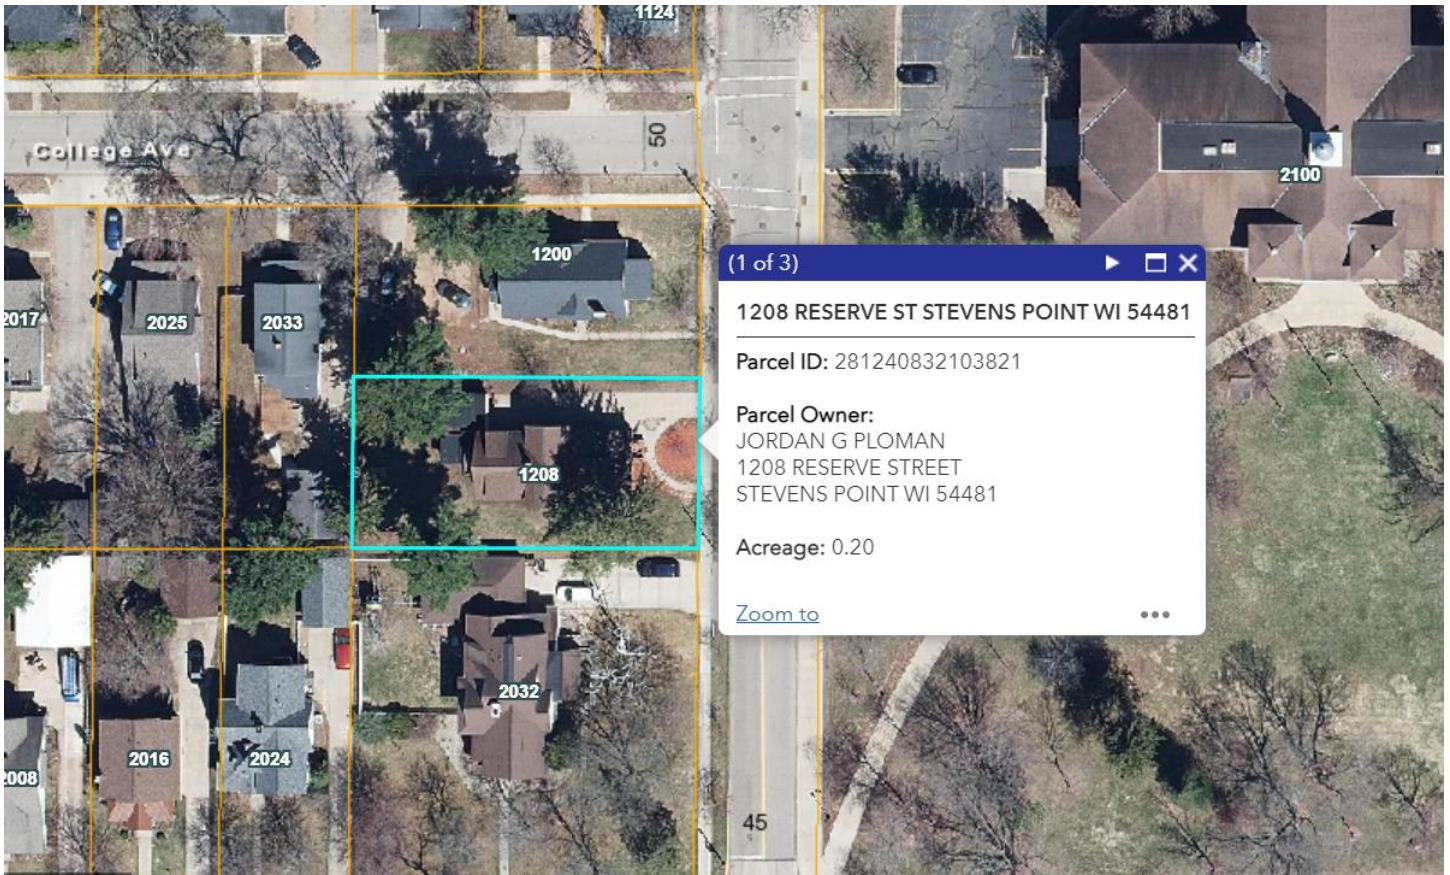 1124
College Ave
50
2100
1200
(1 of 3)
1208 RESERVE ST STEVENS POINT WI 54481
2017
2025
2033
Parcel ID: 281240832103821
Parcel Owner:
JORDAN G PLOMAN
1208 RESERVE STREET
STEVENS POINT WI 54481
1208
Acreage: 0.20
Zoom to
2032
2016
2024
2008
45